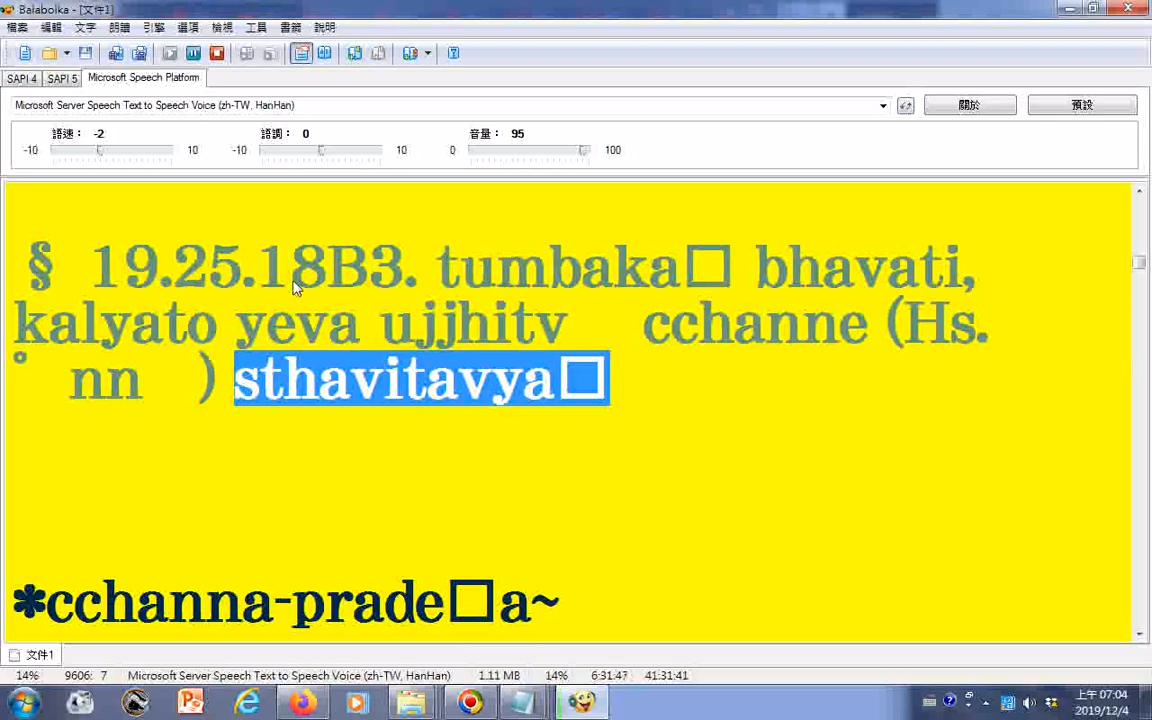 Balabolka - [文件1]
檔案 編輯 文字 朗讀 引擎 選項 檢視 工具 書籤 說明
SAPI 4 SAPI 5 Microsoft Speech Platform
Microsoft Server Speech Text to Speech Voice (zh-TW, HanHan) 關於 預設
語速： -2 語調： 0 音量： 95
-10 10 -10 10 0 100
§ 19.25.18B3. tumbaka□ bhavati,
kalyato yeva ujjhitv cchanne (Hs.
° nn ) sthavitavya□
*cchanna-prade□a~
文件1
14% 9606: 7 Microsoft Server Speech Text to Speech Voice (zh-TW, HanHan) 1.11 MB 14% 6:31:47 41:31:41
上午 07:04
2019/12/4